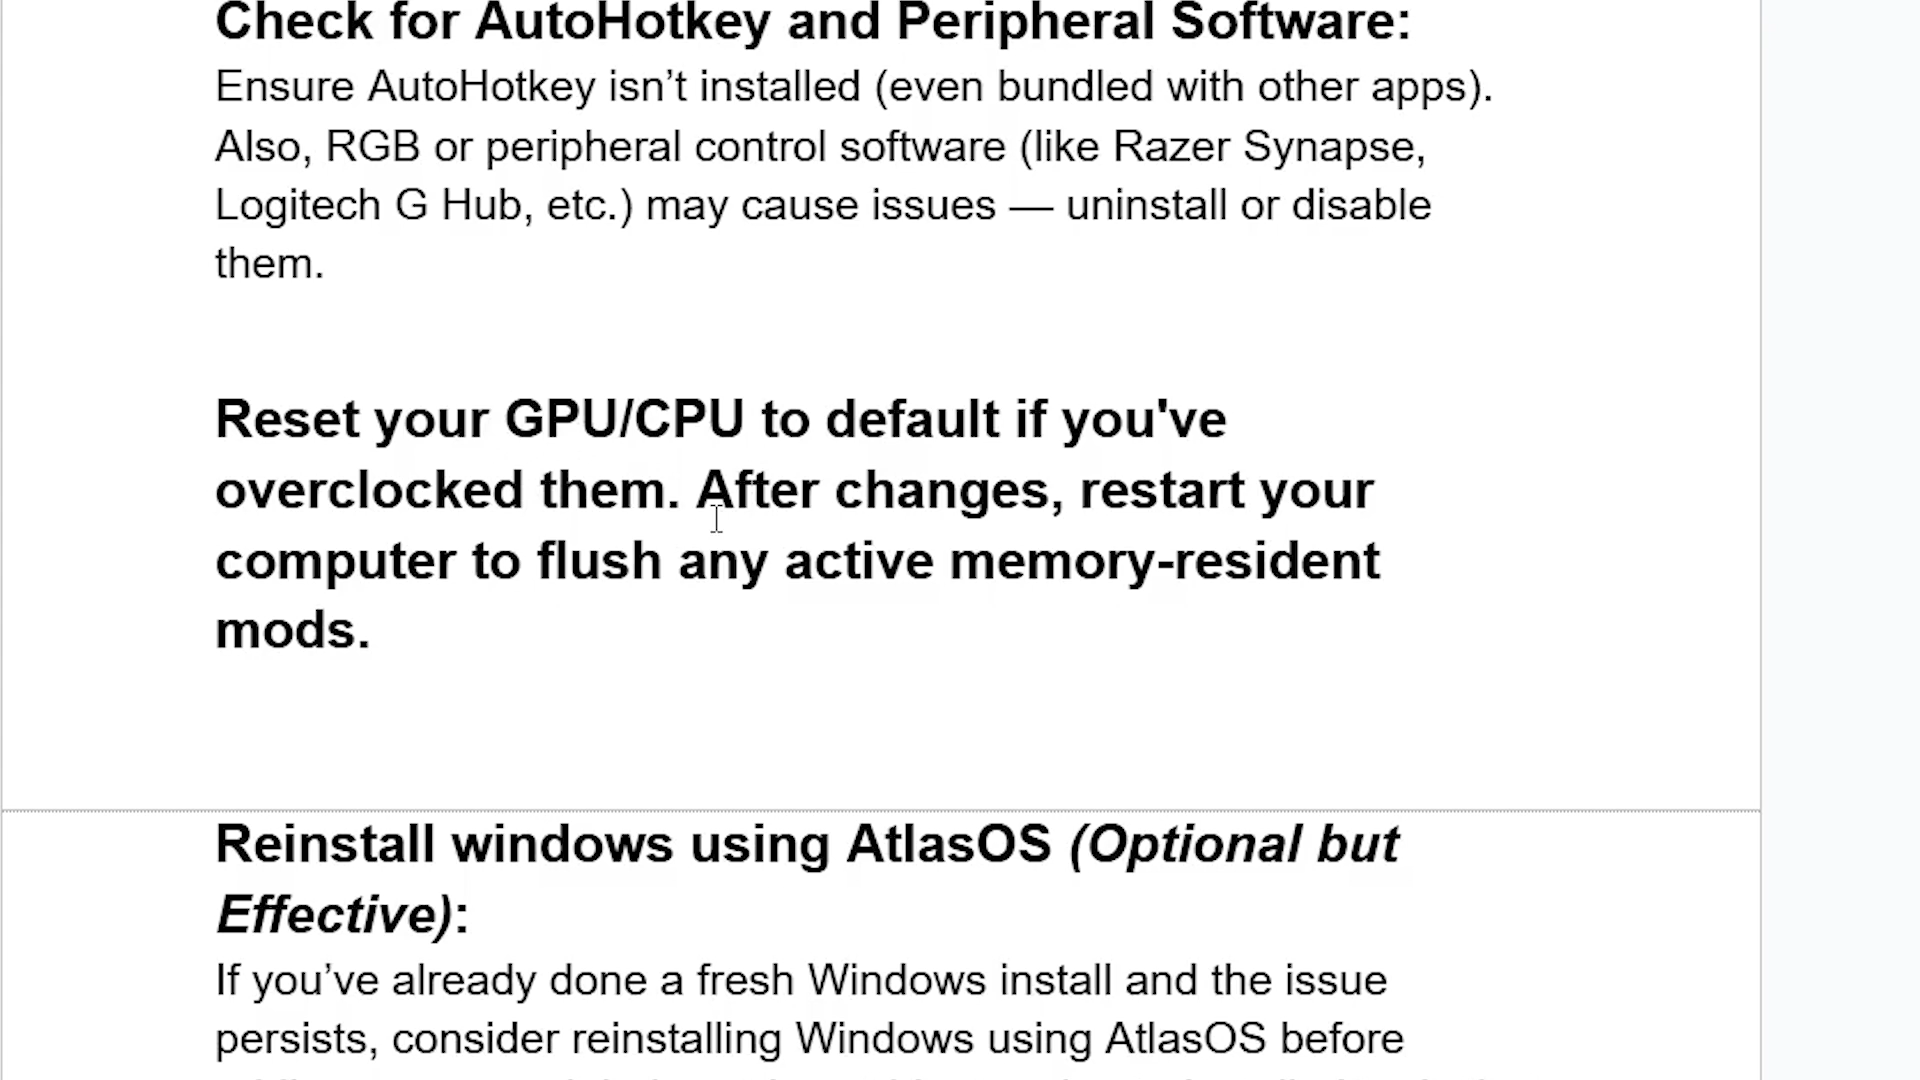 Check for AutoHotkey and Peripheral Software:
Ensure AutoHotkey isn’t installed (even bundled with other apps).
Also, RGB or peripheral control software (like Razer Synapse,
Logitech G Hub, etc.) may cause issues — uninstall or disable
them.
Reset your GPU/CPU to default if you've
overclocked them. After changes, restart your
computer to flush any active memory-resident
mods.
Reinstall windows using AtlasOS (Optional but
Effective):
If you’ve already done a fresh Windows install and the issue
persists, consider reinstalling Windows using AtlasOS before